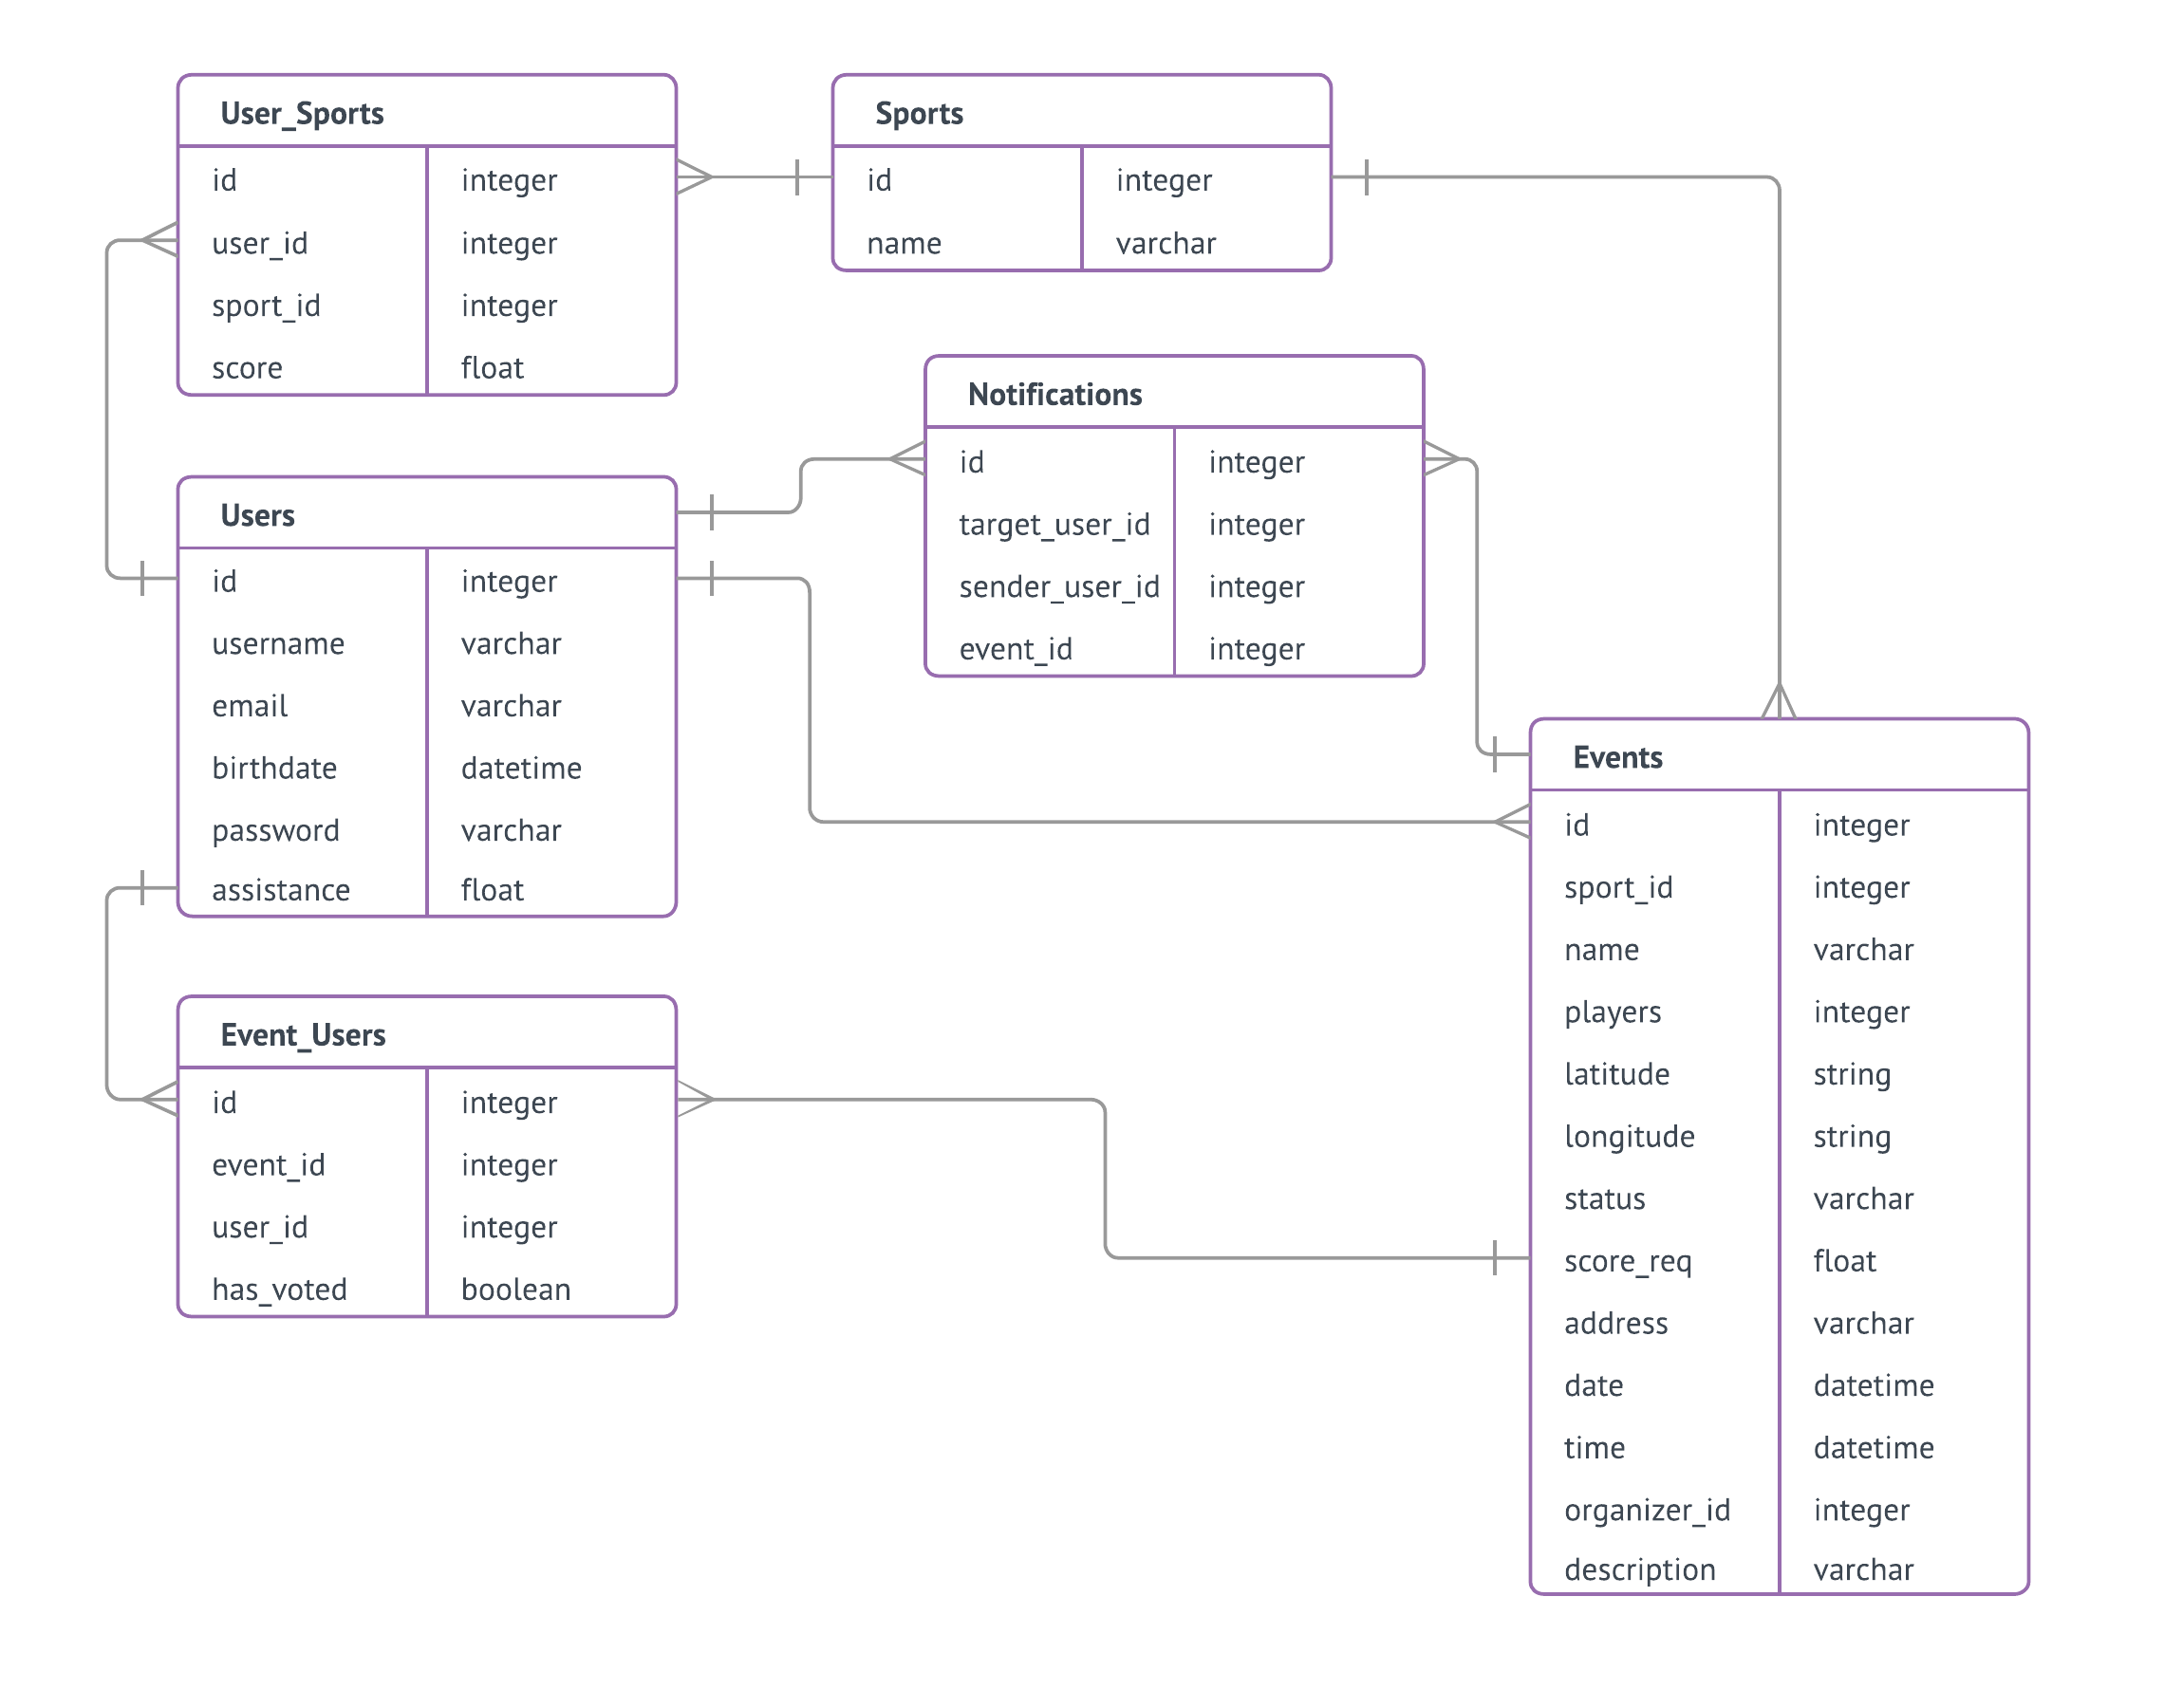 User_Sports
id integer
user_id integer
sport_id integer
score float
Sports
id integer
name varchar
Notifications
id integer
target_user_id integer
sender_user_id integer
event_id integer
Users
id integer
username varchar
email varchar
birthdate datetime
password varchar
assistance float
Events
id integer
sport_id integer
name varchar
players integer
latitude string
longitude string
status varchar
score_req float
address varchar
date datetime
time datetime
organizer_id integer
description varchar
Event_Users
id integer
event_id integer
user_id integer
has_voted boolean